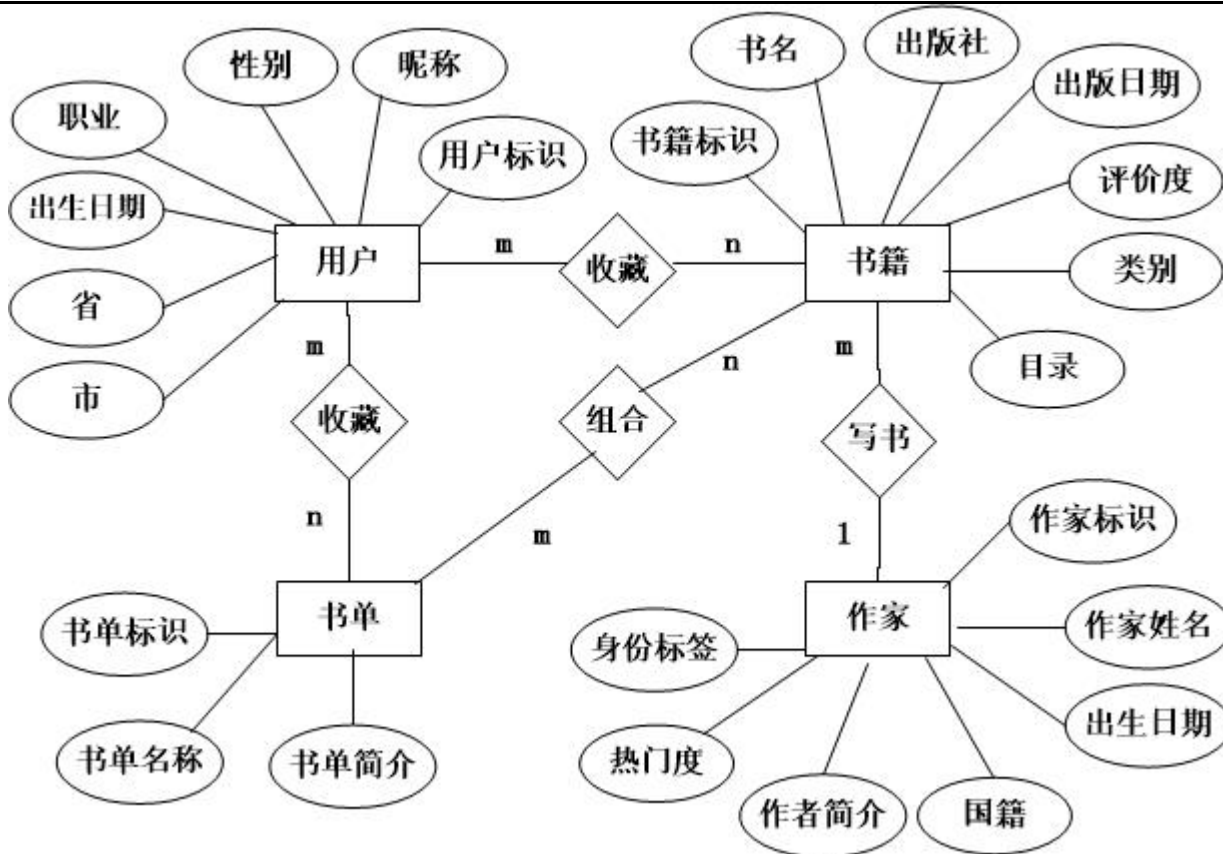 性别
昵称
书名
出版社
出版日期
职业
用户标识
书籍标识
评价度
出生日期
用户
m
收藏
n
书籍
类别
省
目录
市
m
收藏
组合
n
m
写书
n
m
1
作家标识
书单标识
书单
作家
身份标签
作家姓名
书单名称
书单简介
热门度
出生日期
作者简介
国籍